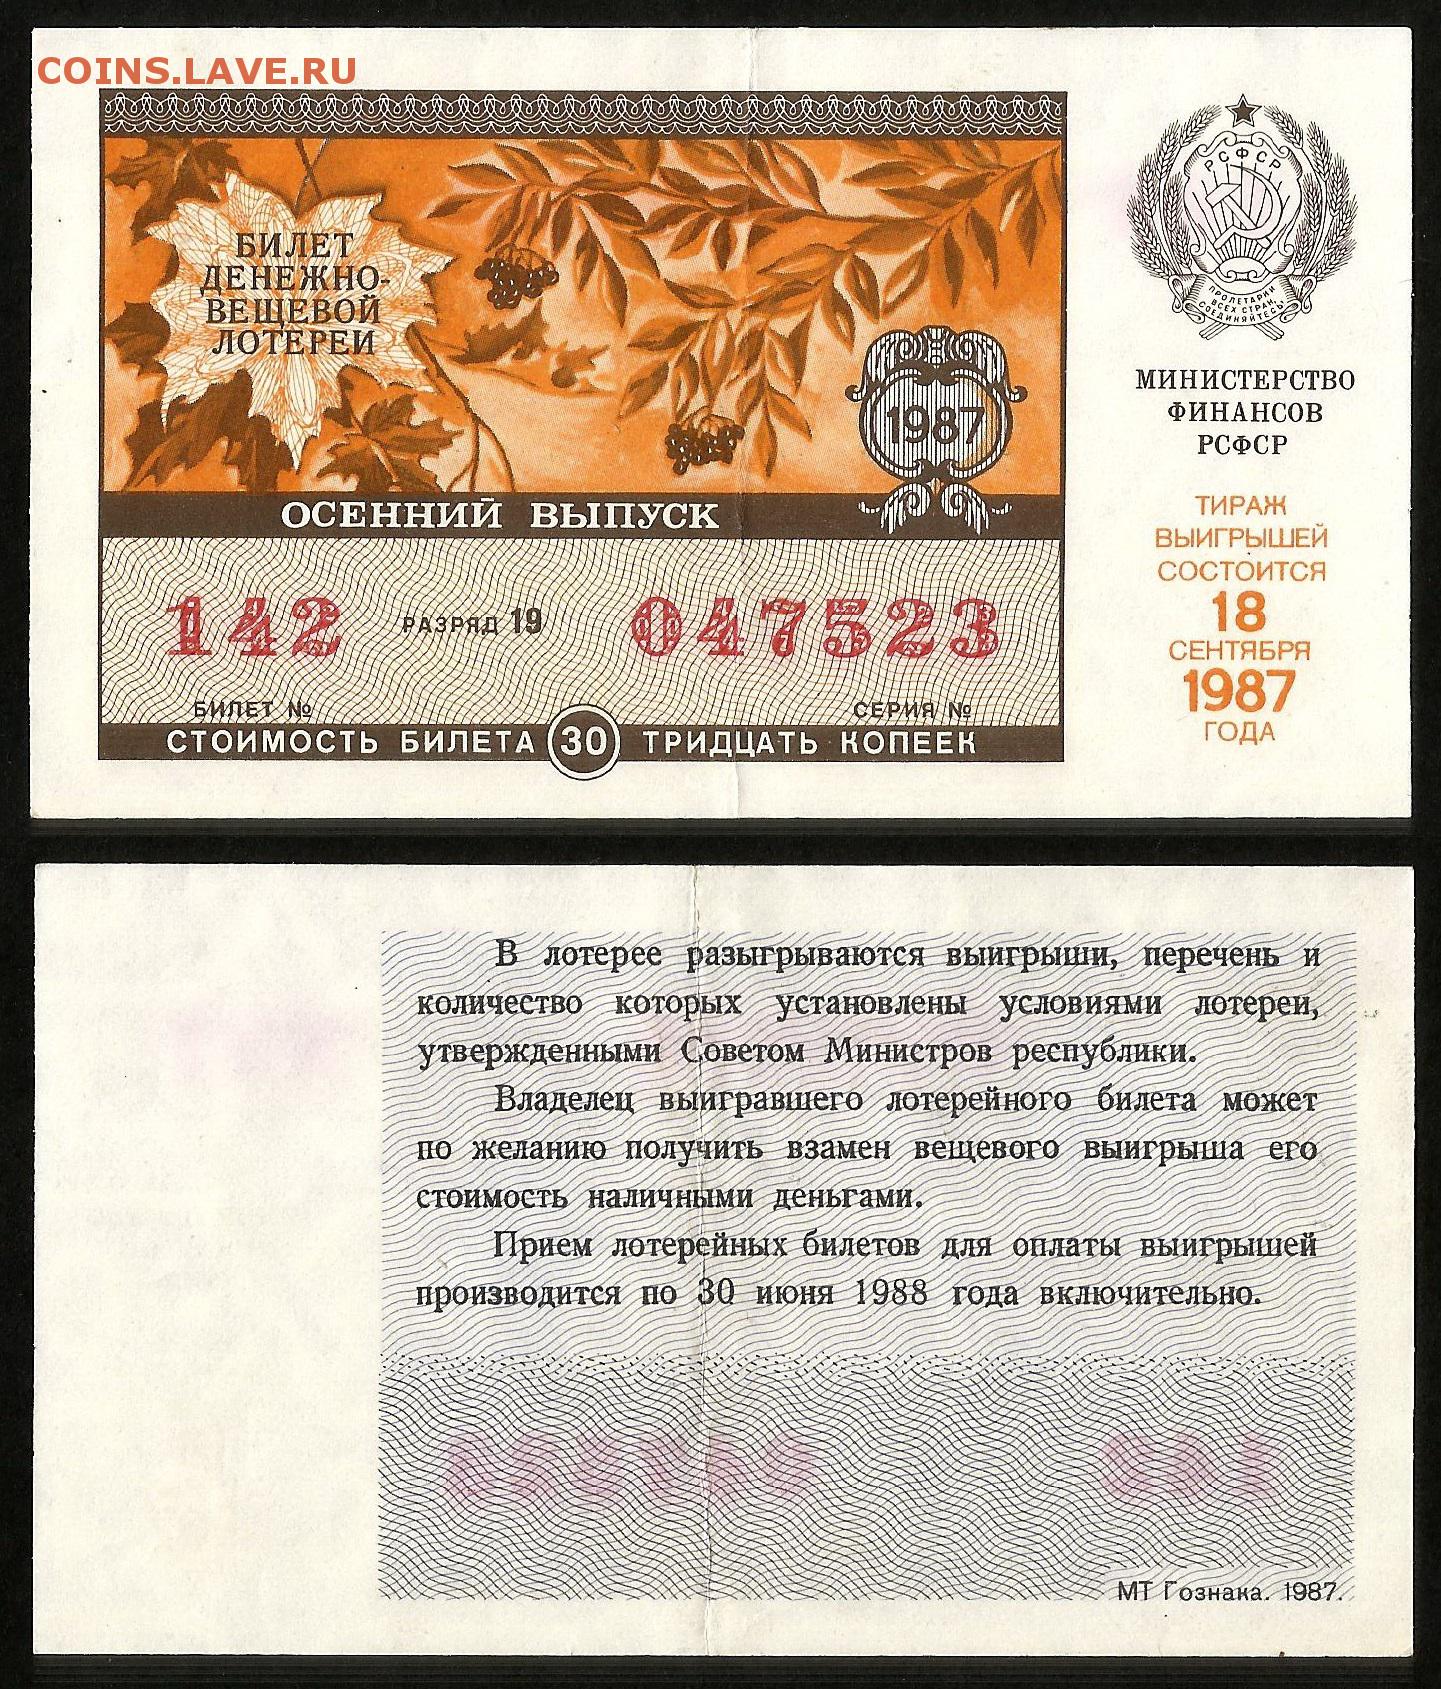 COINS.LAVE.RU
БИЛЕТ
ДЕНЕЖНО-
ВЕЩЕВОЙ
ЛОТЕРЕИ
1987
ОСЕННИЙ ВЫПУСК
142 РАЗРЯД 19 047523
БИЛЕТ № СЕРИЯ №
СТОИМОСТЬ БИЛЕТА 30 ТРИДЦАТЬ КОПЕЕК
РСФСР
ПРОЛЕТАРИИ
ВСЕХ СТРАН,
СОЕДИНЯЙТЕСЬ!
МИНИСТЕРСТВО
ФИНАНСОВ
РСФСР
ТИРАЖ
ВЫИГРЫШЕЙ
СОСТОИТСЯ
18
СЕНТЯБРЯ
1987
ГОДА
В лотерее разыгрываются выигрыши, перечень и
количество которых установлены условиями лотереи,
утвержденными Советом Министров республики.
Владелец выигравшего лотерейного билета может
по желанию получить взамен вещевого выигрыша его
стоимость наличными деньгами.
Прием лотерейных билетов для оплаты выигрышей
производится по 30 июня 1988 года включительно.
МТ Гознака. 1987.